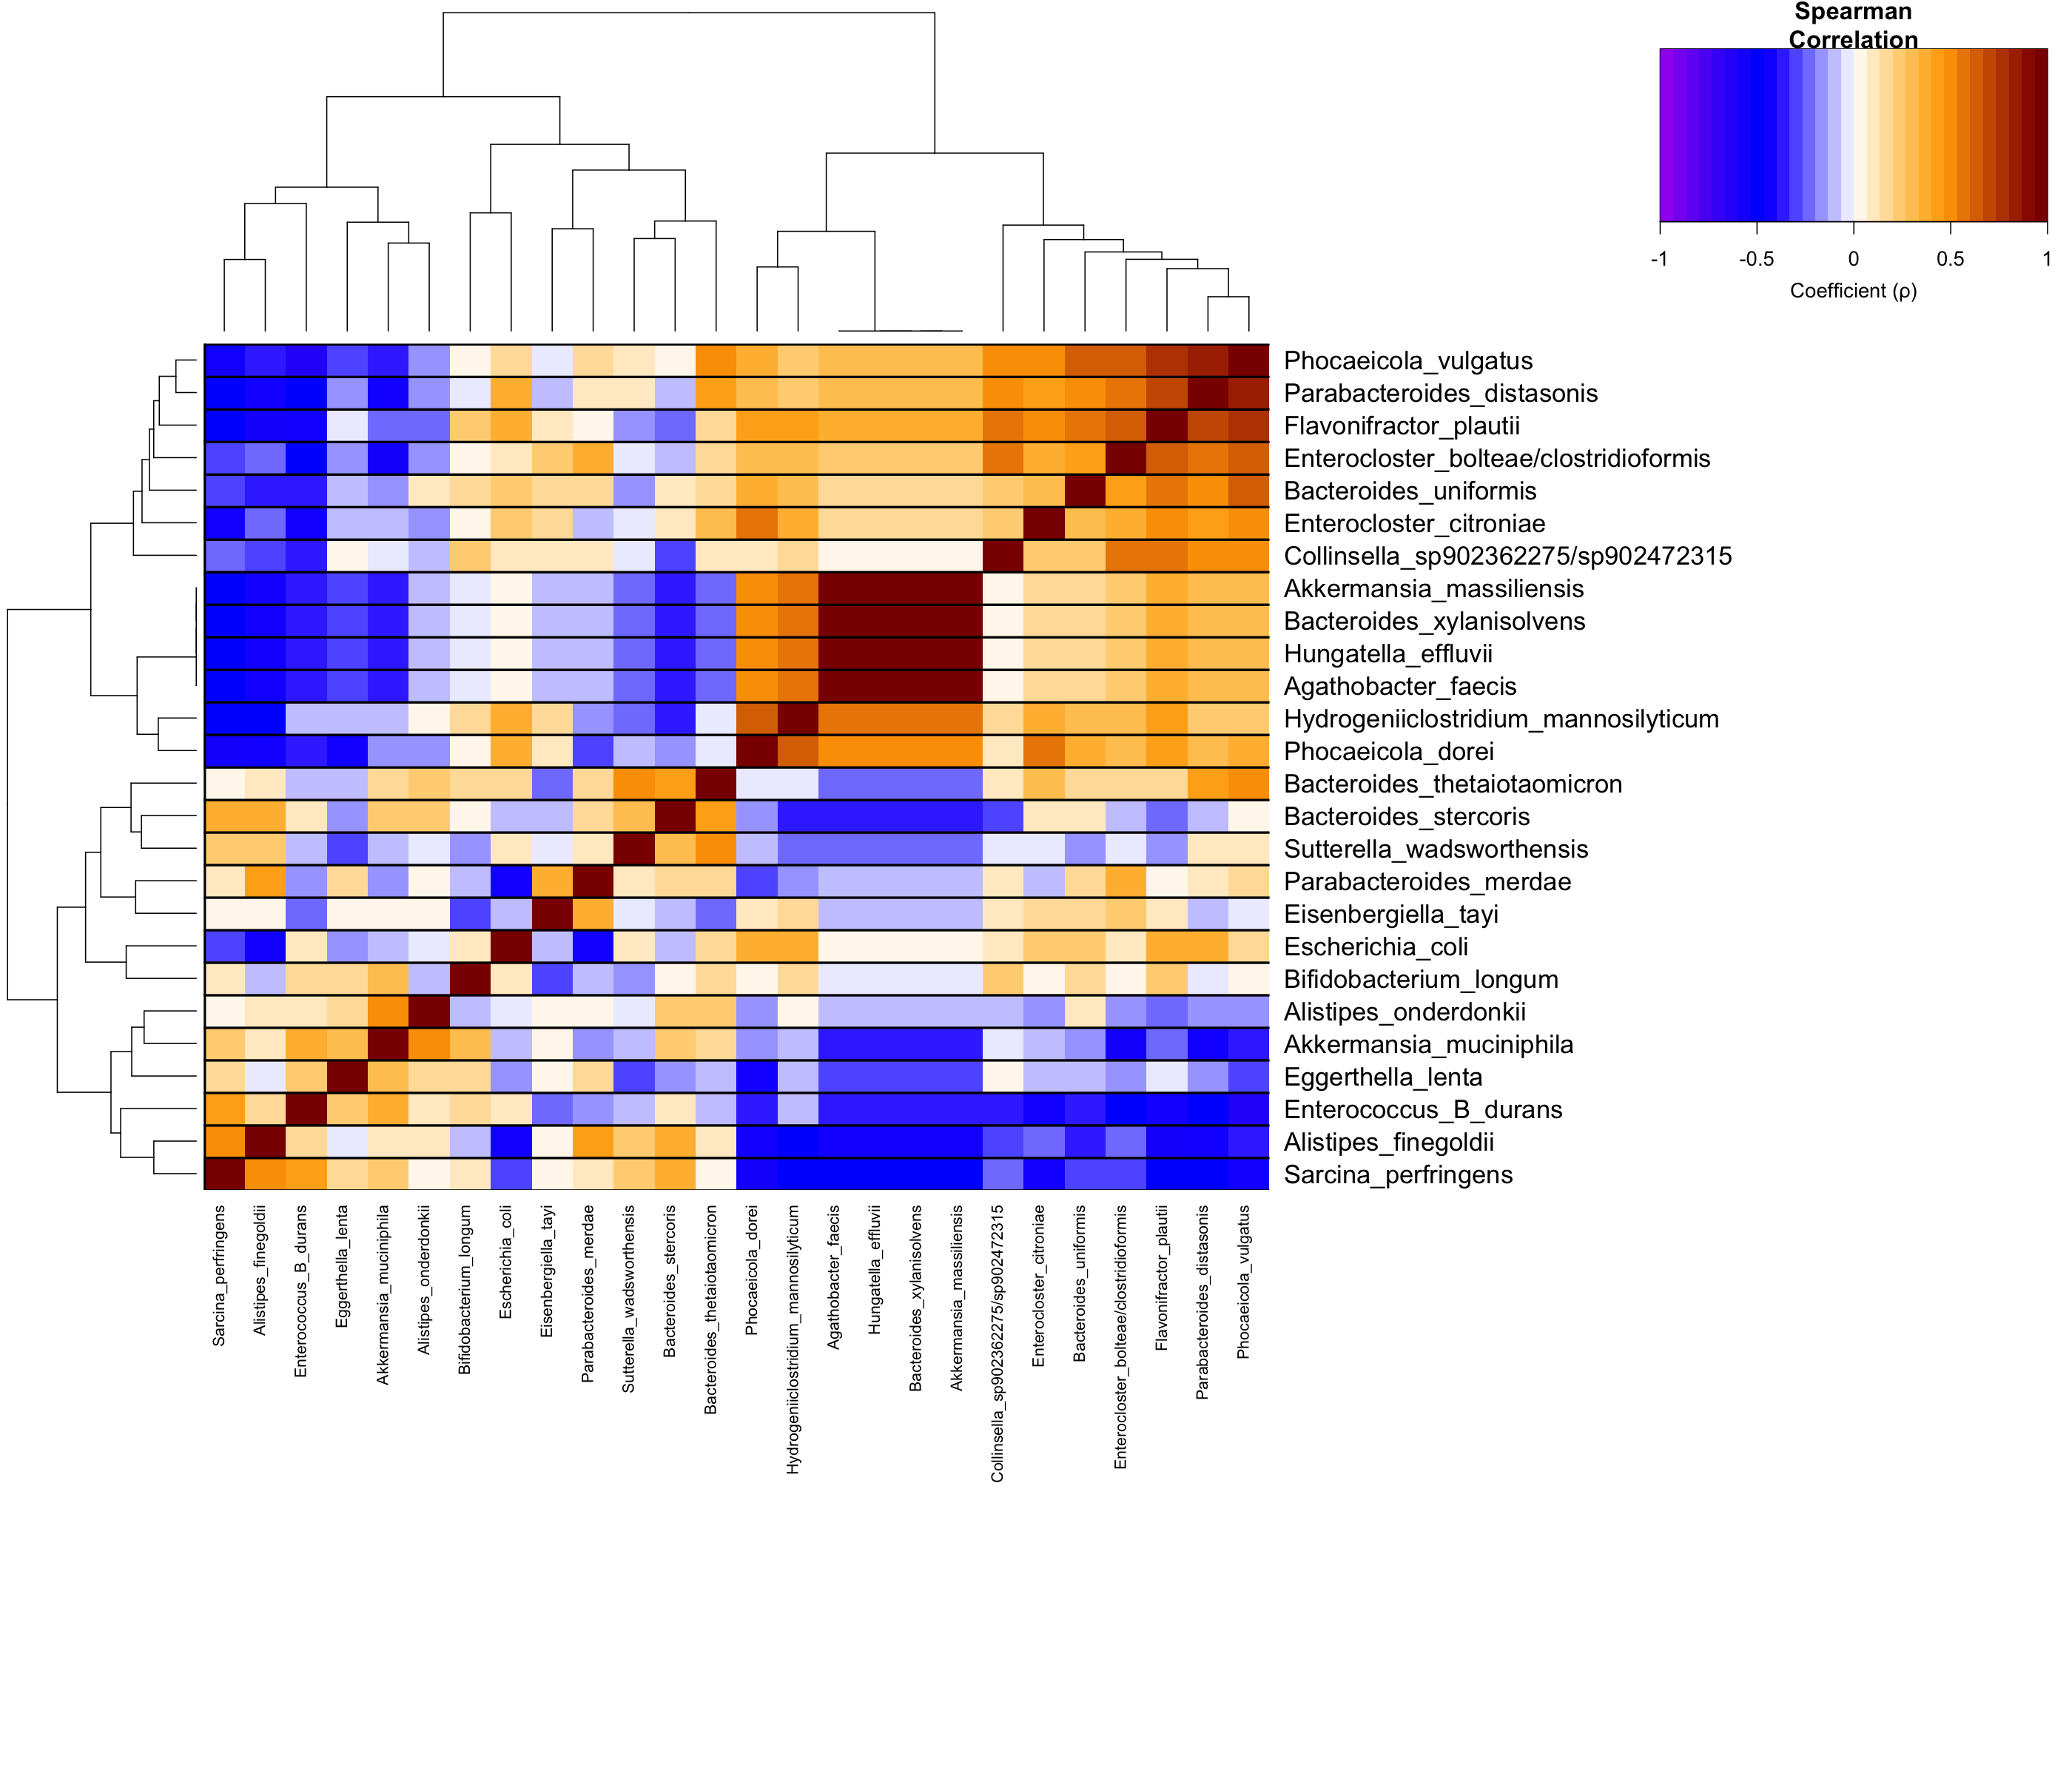 Spearman
Correlation
-1 -0.5 0 0.5 1
Coefficient (ρ)
Phocaeicola_vulgatus
Parabacteroides_distasonis
Flavonifractor_plautii
Enterocloster_bolteae/clostridioformis
Bacteroides_uniformis
Enterocloster_citroniae
Collinsella_sp902362275/sp902472315
Akkermansia_massiliensis
Bacteroides_xylanisolvens
Hungatella_effluvii
Agathobacter_faecis
Hydrogeniiclostridium_mannosilyticum
Phocaeicola_dorei
Bacteroides_thetaiotaomicron
Bacteroides_stercoris
Sutterella_wadsworthensis
Parabacteroides_merdae
Eisenbergiella_tayi
Escherichia_coli
Bifidobacterium_longum
Alistipes_onderdonkii
Akkermansia_muciniphila
Eggerthella_lenta
Enterococcus_B_durans
Alistipes_finegoldii
Sarcina_perfringens
Sarcina_perfringens
Alistipes_finegoldii
Enterococcus_B_durans
Eggerthella_lenta
Akkermansia_muciniphila
Alistipes_onderdonkii
Bifidobacterium_longum
Escherichia_coli
Eisenbergiella_tayi
Parabacteroides_merdae
Sutterella_wadsworthensis
Bacteroides_stercoris
Bacteroides_thetaiotaomicron
Phocaeicola_dorei
Hydrogeniiclostridium_mannosilyticum
Agathobacter_faecis
Hungatella_effluvii
Bacteroides_xylanisolvens
Akkermansia_massiliensis
Collinsella_sp902362275/sp902472315
Enterocloster_citroniae
Bacteroides_uniformis
Enterocloster_bolteae/clostridioformis
Flavonifractor_plautii
Parabacteroides_distasonis
Phocaeicola_vulgatus